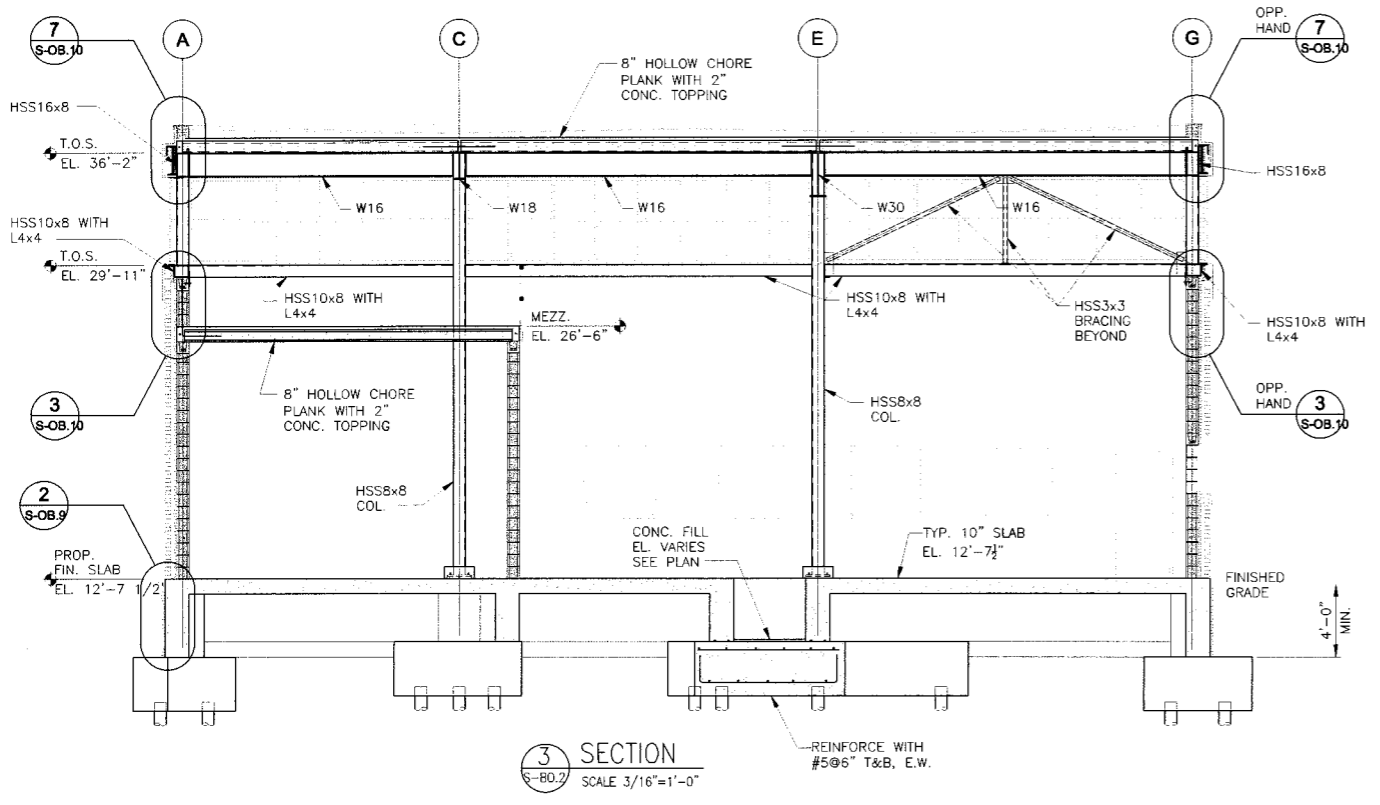 7
S-OB.10
A
C
E
G
OPP.
HAND
7
S-OB.10
8" HOLLOW CHORE
PLANK WITH 2"
CONC. TOPPING
HSS16x8
T.O.S.
EL. 36'-2"
HSS16x8
W16
W18
W16
W30
W16
HSS10x8 WITH
L4x4
T.O.S.
EL. 29'-11"
HSS10x8 WITH
L4x4
HSS10x8 WITH
L4x4
HSS3x3
BRACING
BEYOND
HSS10x8 WITH
L4x4
MEZZ.
EL. 26'-6"
8" HOLLOW CHORE
PLANK WITH 2"
CONC. TOPPING
HSS8x8
COL.
OPP.
HAND
3
S-OB.10
3
S-OB.10
HSS8x8
COL.
2
S-OB.9
CONC. FILL
EL. VARIES
SEE PLAN
TYP. 10" SLAB
EL. 12'-7½"
PROP.
FIN. SLAB
EL. 12'-7 1/2"
FINISHED
GRADE
4'-0"
MIN.
REINFORCE WITH
#5@6" T&B, E.W.
3
S-B0.2
SECTION
SCALE 3/16"=1'-0"